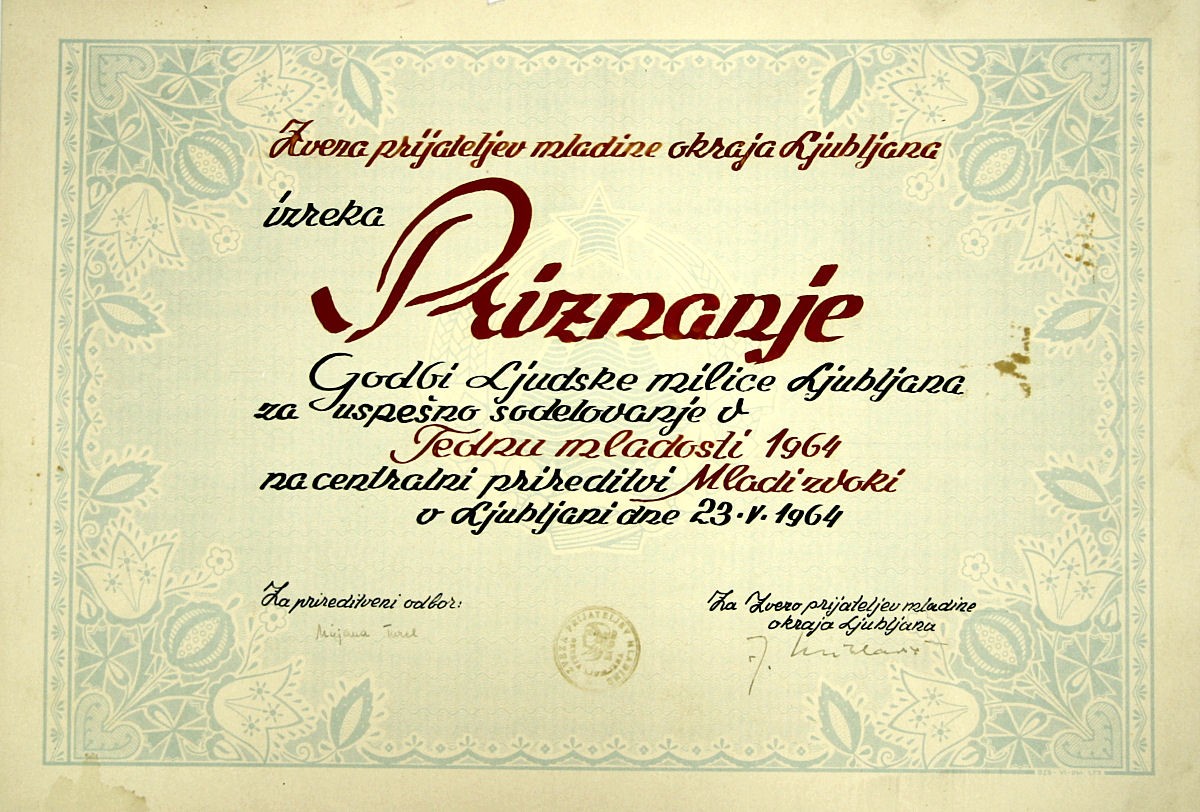 Zveza prijateljev mladine okraja Ljubljana
izreka
Priznanje
Godbi Ljudske milice Ljubljana
za uspešno sodelovanje v
Tednu mladosti 1964
na centralni prireditvi Mladi zvoki
v Ljubljani dne 23·V·1964
Za prireditveni odbor:
Za Zvezo prijateljev mladine
okraja Ljubljana